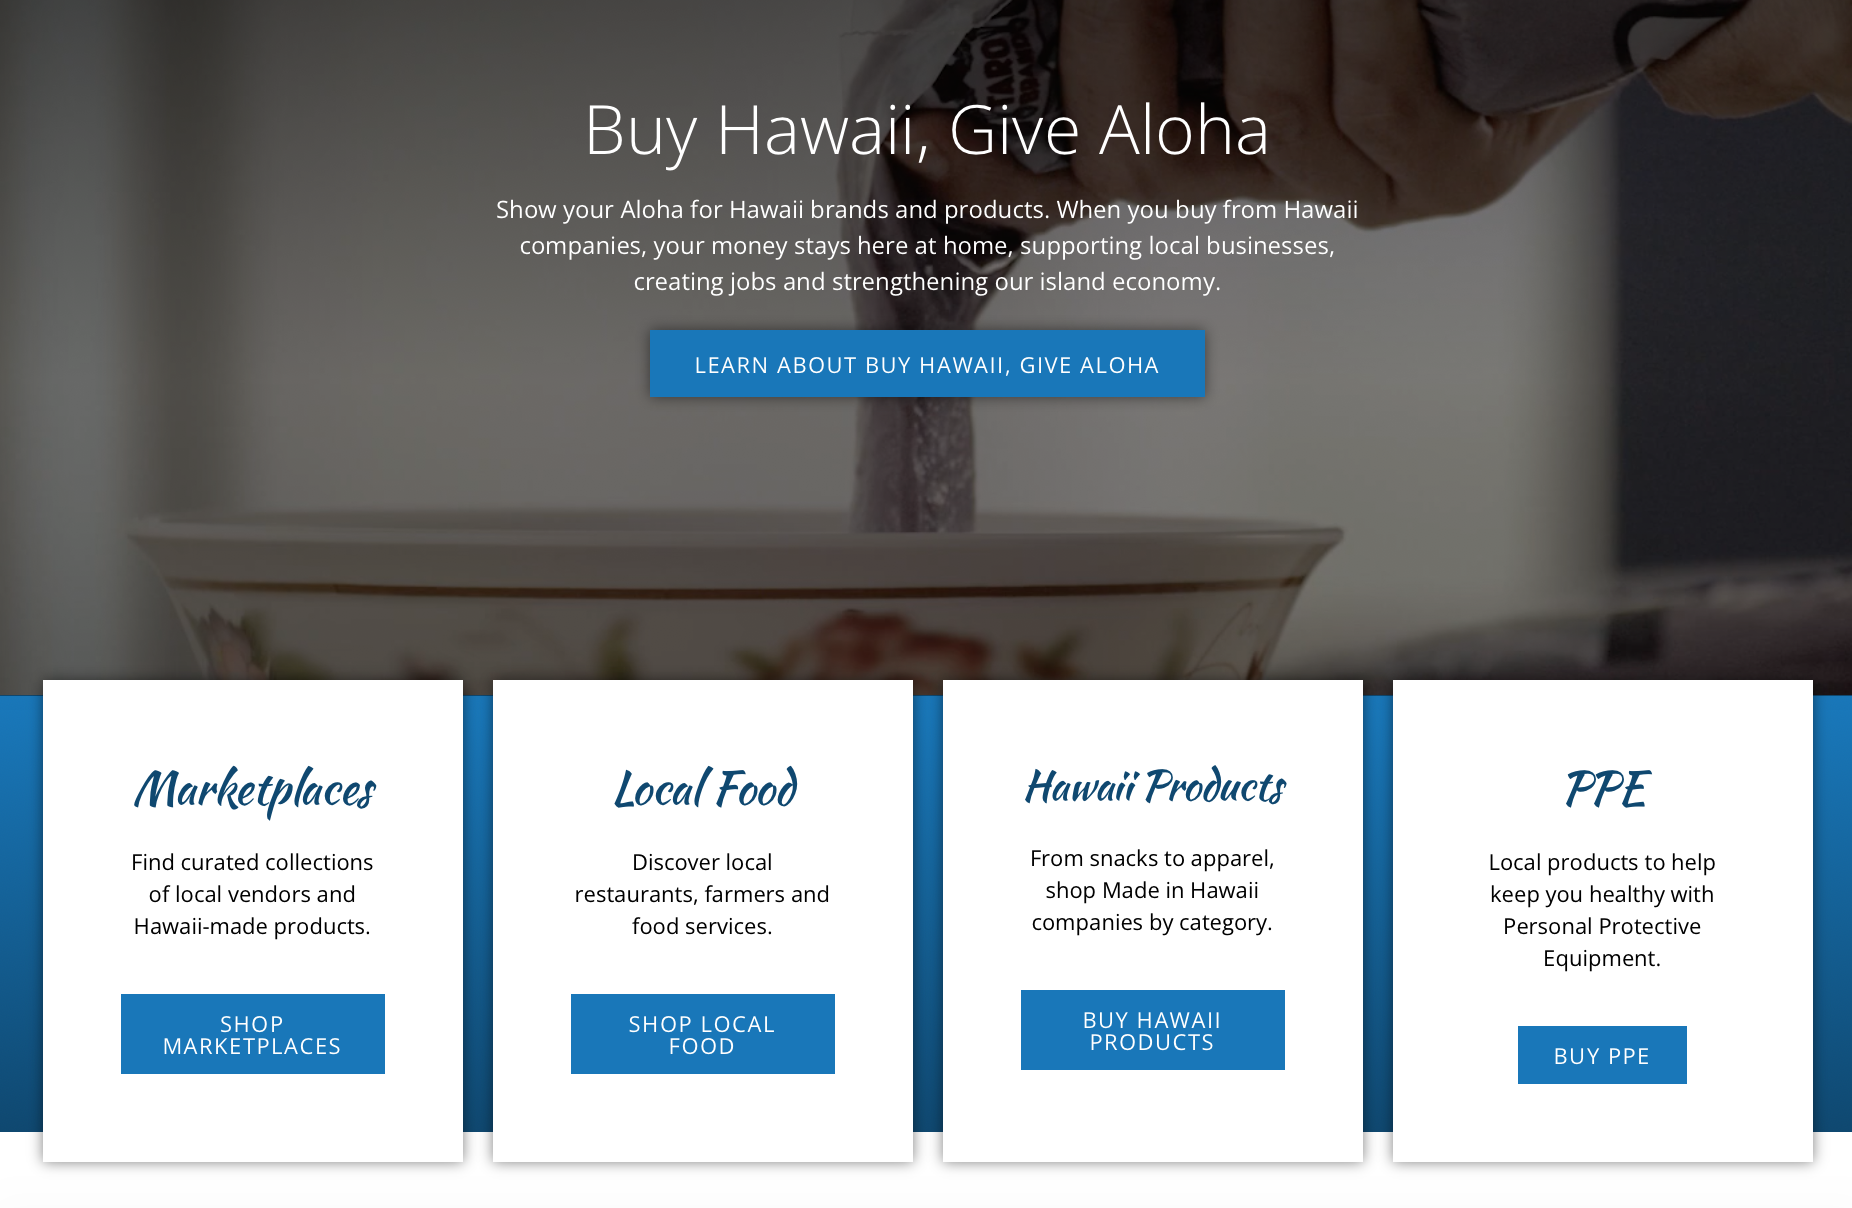 Buy Hawaii, Give Aloha
Show your Aloha for Hawaii brands and products. When you buy from Hawaii
companies, your money stays here at home, supporting local businesses,
creating jobs and strengthening our island economy.
LEARN ABOUT BUY HAWAII, GIVE ALOHA
Marketplaces
Find curated collections
of local vendors and
Hawaii-made products.
SHOP
MARKETPLACES
Local Food
Discover local
restaurants, farmers and
food services.
SHOP LOCAL
FOOD
Hawaii Products
From snacks to apparel,
shop Made in Hawaii
companies by category.
BUY HAWAII
PRODUCTS
PPE
Local products to help
keep you healthy with
Personal Protective
Equipment.
BUY PPE